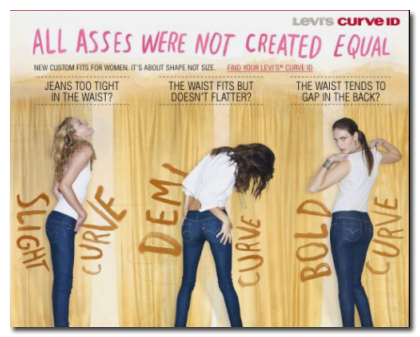 LEVI'S CURVE ID
ALL ASSES WERE NOT CREATED EQUAL
NEW CUSTOM FITS FOR WOMEN. IT'S ABOUT SHAPE NOT SIZE. FIND YOUR LEVI'S® CURVE ID
JEANS TOO TIGHT
IN THE WAIST?
THE WAIST FITS BUT
DOESN'T FLATTER?
THE WAIST TENDS TO
GAP IN THE BACK?
SLIGHT
CURVE
DEMI
CURVE
BOLD
CURVE